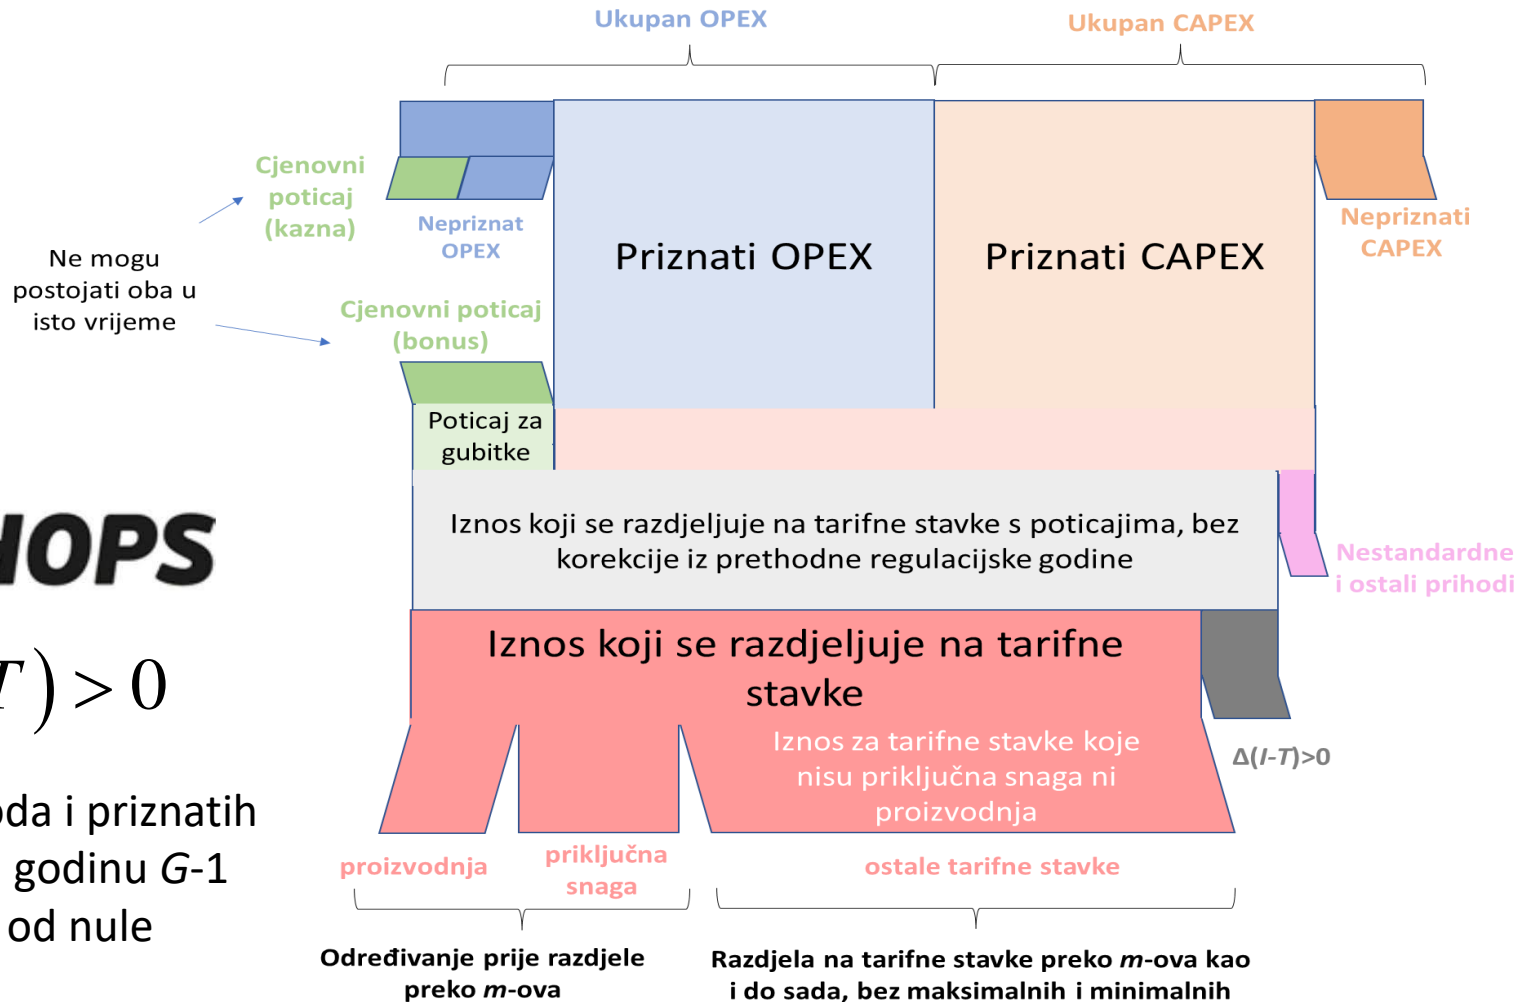 Ukupan OPEX
Ukupan CAPEX
Cjenovni
poticaj
(kazna)
Nepriznat
OPEX
Priznati OPEX
Priznati CAPEX
Nepriznati
CAPEX
Ne mogu
postojati oba u
isto vrijeme
Cjenovni poticaj
(bonus)
Poticaj za
gubitke
Iznos koji se razdjeljuje na tarifne stavke s poticajima, bez
korekcije iz prethodne regulacijske godine
Nestandardne
i ostali prihodi
HOPS
T) > 0
Iznos koji se razdjeljuje na tarifne
stavke
Iznos za tarifne stavke koje
nisu priključna snaga ni
proizvodnja
Δ(I-T)>0
i priznatih
godinu G-1
od nule
proizvodnja
priključna
snaga
ostale tarifne stavke
Određivanje prije razdjele
preko m-ova
Razdjela na tarifne stavke preko m-ova kao
i do sada, bez maksimalnih i minimalnih